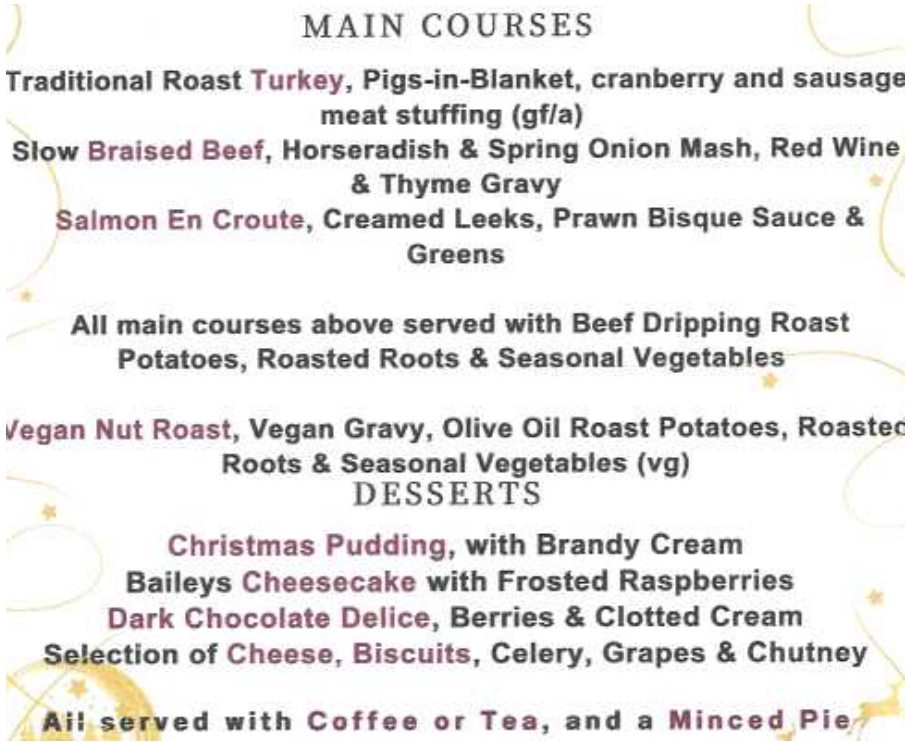 MAIN COURSES
Traditional Roast Turkey, Pigs-in-Blanket, cranberry and sausage
meat stuffing (gf/a)
Slow Braised Beef, Horseradish & Spring Onion Mash, Red Wine
& Thyme Gravy
Salmon En Croute, Creamed Leeks, Prawn Bisque Sauce &
Greens
All main courses above served with Beef Dripping Roast
Potatoes, Roasted Roots & Seasonal Vegetables
Vegan Nut Roast, Vegan Gravy, Olive Oil Roast Potatoes, Roasted
Roots & Seasonal Vegetables (vg)
DESSERTS
Christmas Pudding, with Brandy Cream
Baileys Cheesecake with Frosted Raspberries
Dark Chocolate Delice, Berries & Clotted Cream
Selection of Cheese, Biscuits, Celery, Grapes & Chutney
All served with Coffee or Tea, and a Minced Pie